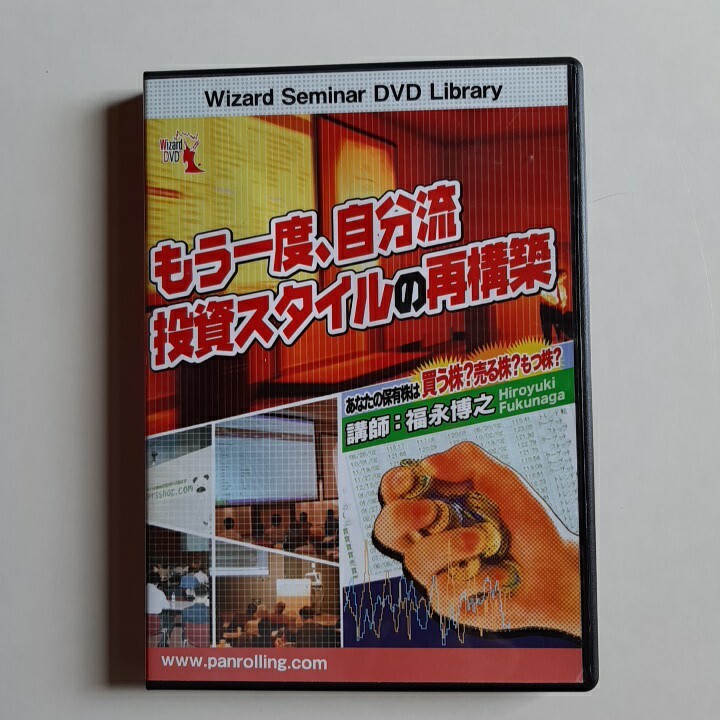 Wizard Seminar DVD Library
Wizard
DVD
もう一度、自分流
投資スタイルの再構築
あなたの保有株は買う株?売る株?もつ株?
講師:福永博之
Hiroyuki
Fukunaga
www.panrolling.com